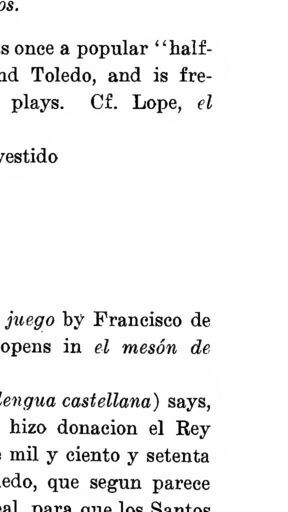 os.
s once a popular "half-
nd Toledo, and is fre-
plays. Cf. Lope, el
vestido
juego by Francisco de
opens in el mesón de
lengua castellana) says,
hizo donacion el Rey
mil y ciento y setenta
ledo, que segun parece
para que los Santos